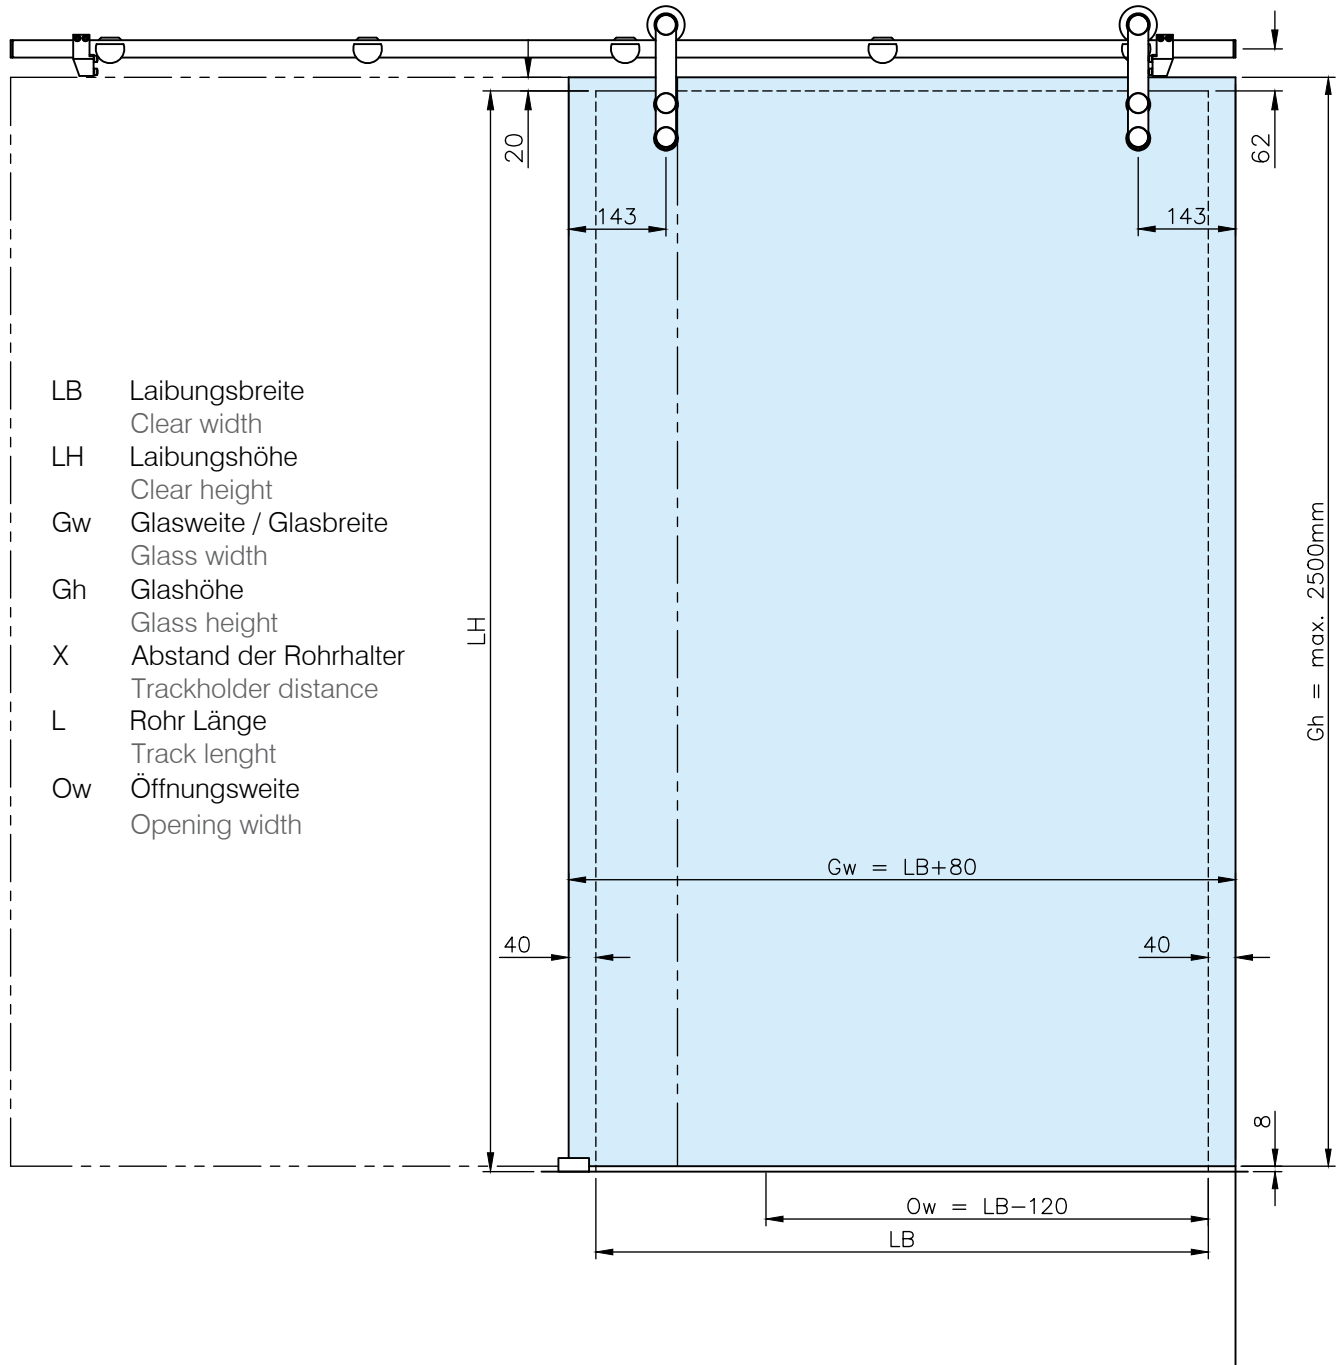 20
62
143
143
LB Laibungsbreite
Clear width
LH Laibungshöhe
Clear height
Gw Glasweite / Glasbreite
Glass width
Gh Glashöhe
Glass height
X Abstand der Rohrhalter
Trackholder distance
L Rohr Länge
Track lenght
Ow Öffnungsweite
Opening width
LH
Gh = max. 2500mm
Gw = LB+80
40
40
8
Ow = LB-120
LB